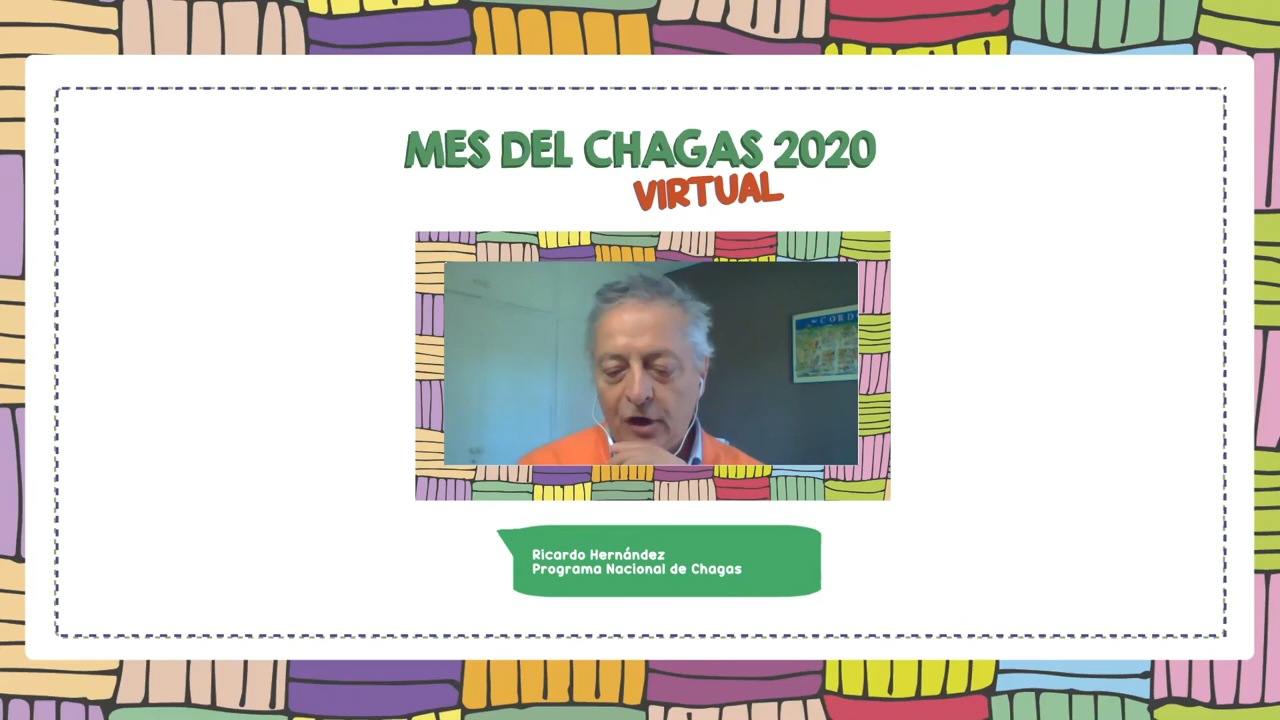 MES DEL CHAGAS 2020
VIRTUAL
Ricardo Hernández
Programa Nacional de Chagas